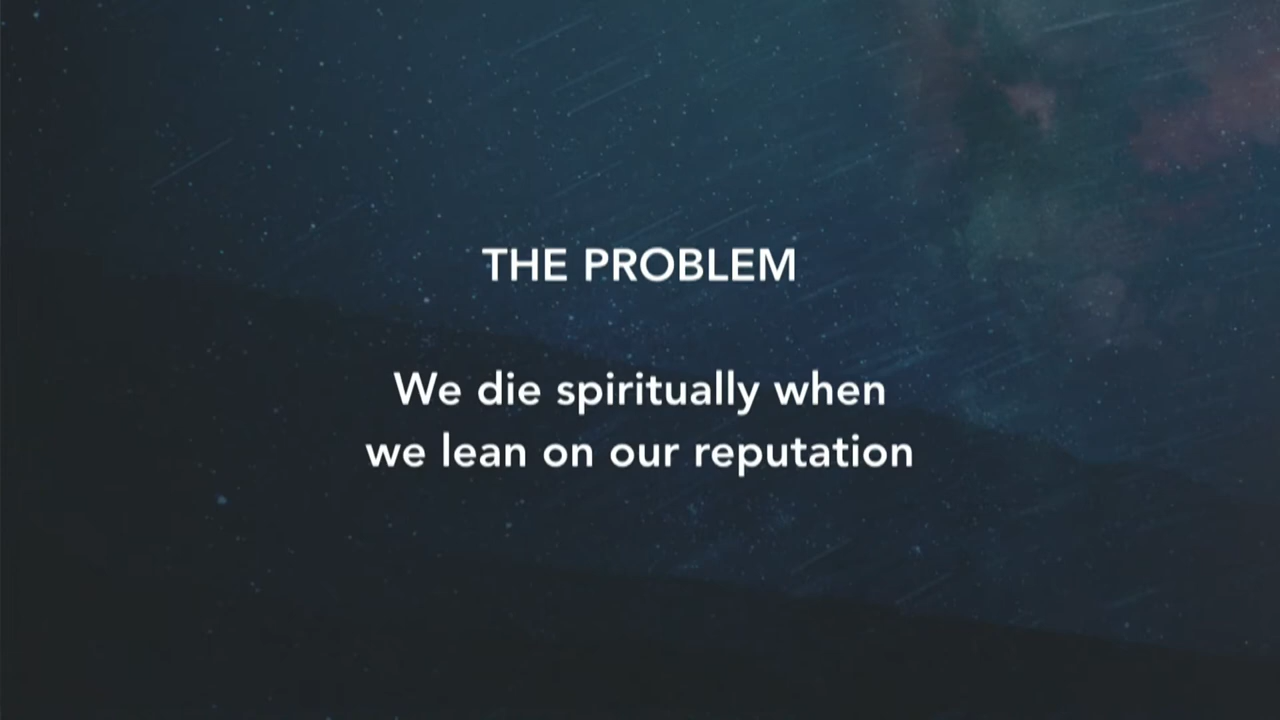 THE PROBLEM
We die spiritually when
we lean on our reputation